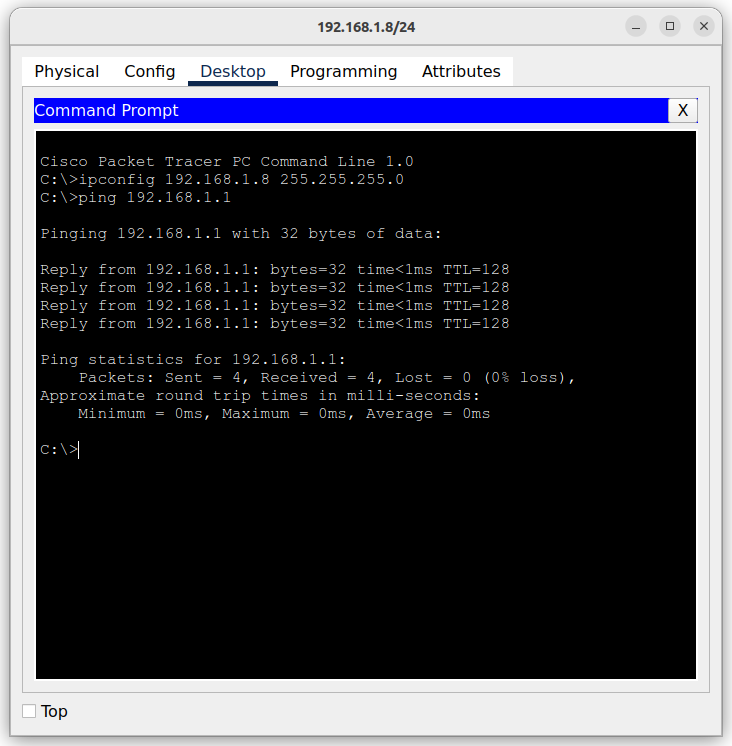 192.168.1.8/24
Physical Config Desktop Programming Attributes
Command Prompt X
Cisco Packet Tracer PC Command Line 1.0
C:\>ipconfig 192.168.1.8 255.255.255.0
C:\>ping 192.168.1.1
Pinging 192.168.1.1 with 32 bytes of data:
Reply from 192.168.1.1: bytes=32 time<1ms TTL=128
Reply from 192.168.1.1: bytes=32 time<1ms TTL=128
Reply from 192.168.1.1: bytes=32 time<1ms TTL=128
Reply from 192.168.1.1: bytes=32 time<1ms TTL=128
Ping statistics for 192.168.1.1:
    Packets: Sent = 4, Received = 4, Lost = 0 (0% loss),
Approximate round trip times in milli-seconds:
    Minimum = 0ms, Maximum = 0ms, Average = 0ms
C:\>
Top